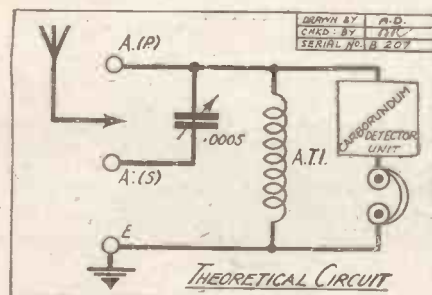 DRAWN BY A.D.
CHKD: BY
SERIAL NO. B 207
A.(P)
.0005
A.(S)
A.T.I.
CARBORUNDUM
DETECTOR
UNIT
E
THEORETICAL CIRCUIT